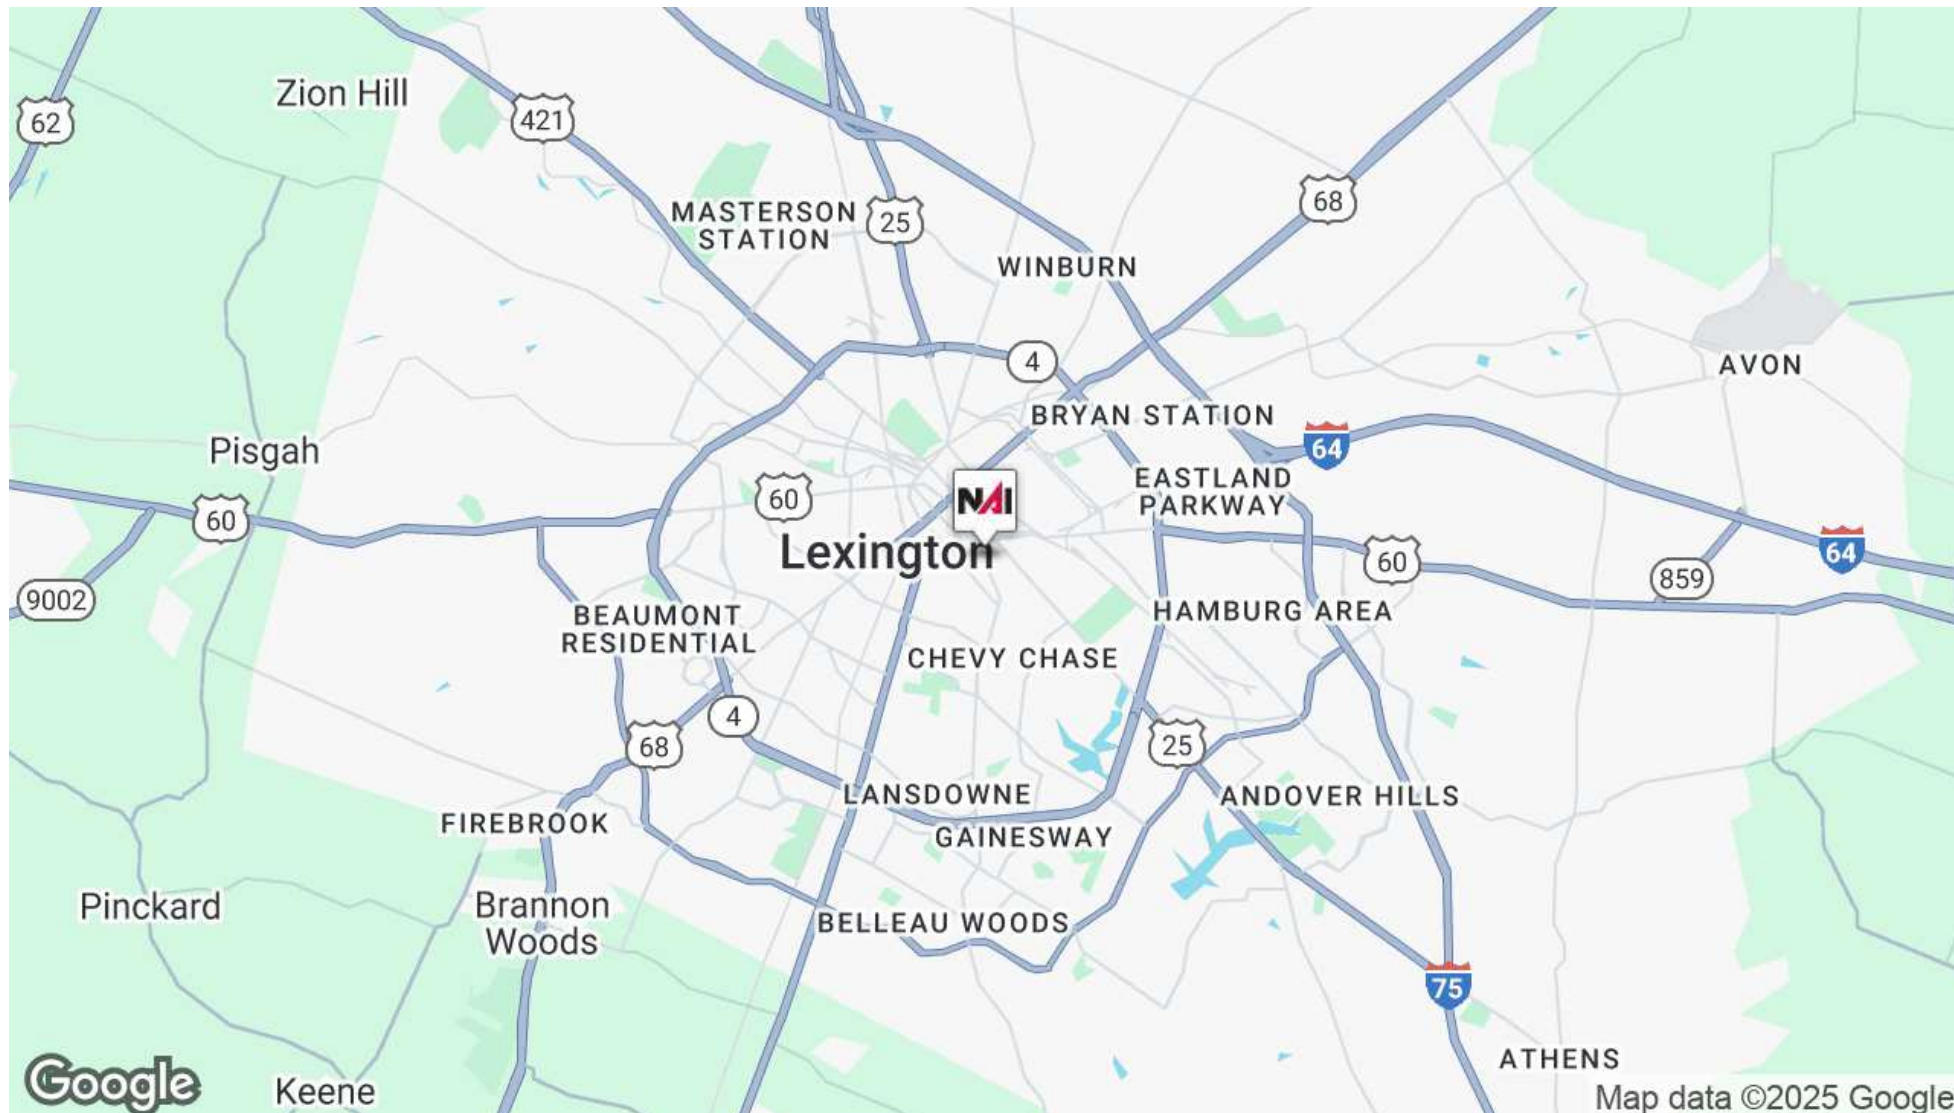 Zion Hill
62
421
68
MASTERSON
STATION
25
WINBURN
4
AVON
BRYAN STATION
Pisgah
64
EASTLAND
PARKWAY
60
NAI
60
Lexington
60
64
859
9002
BEAUMONT
RESIDENTIAL
HAMBURG AREA
CHEVY CHASE
4
68
25
LANSDOWNE
ANDOVER HILLS
FIREBROOK
GAINESWAY
Pinckard
Brannon
Woods
BELLEAU WOODS
75
ATHENS
Google
Keene
Map data ©2025 Google